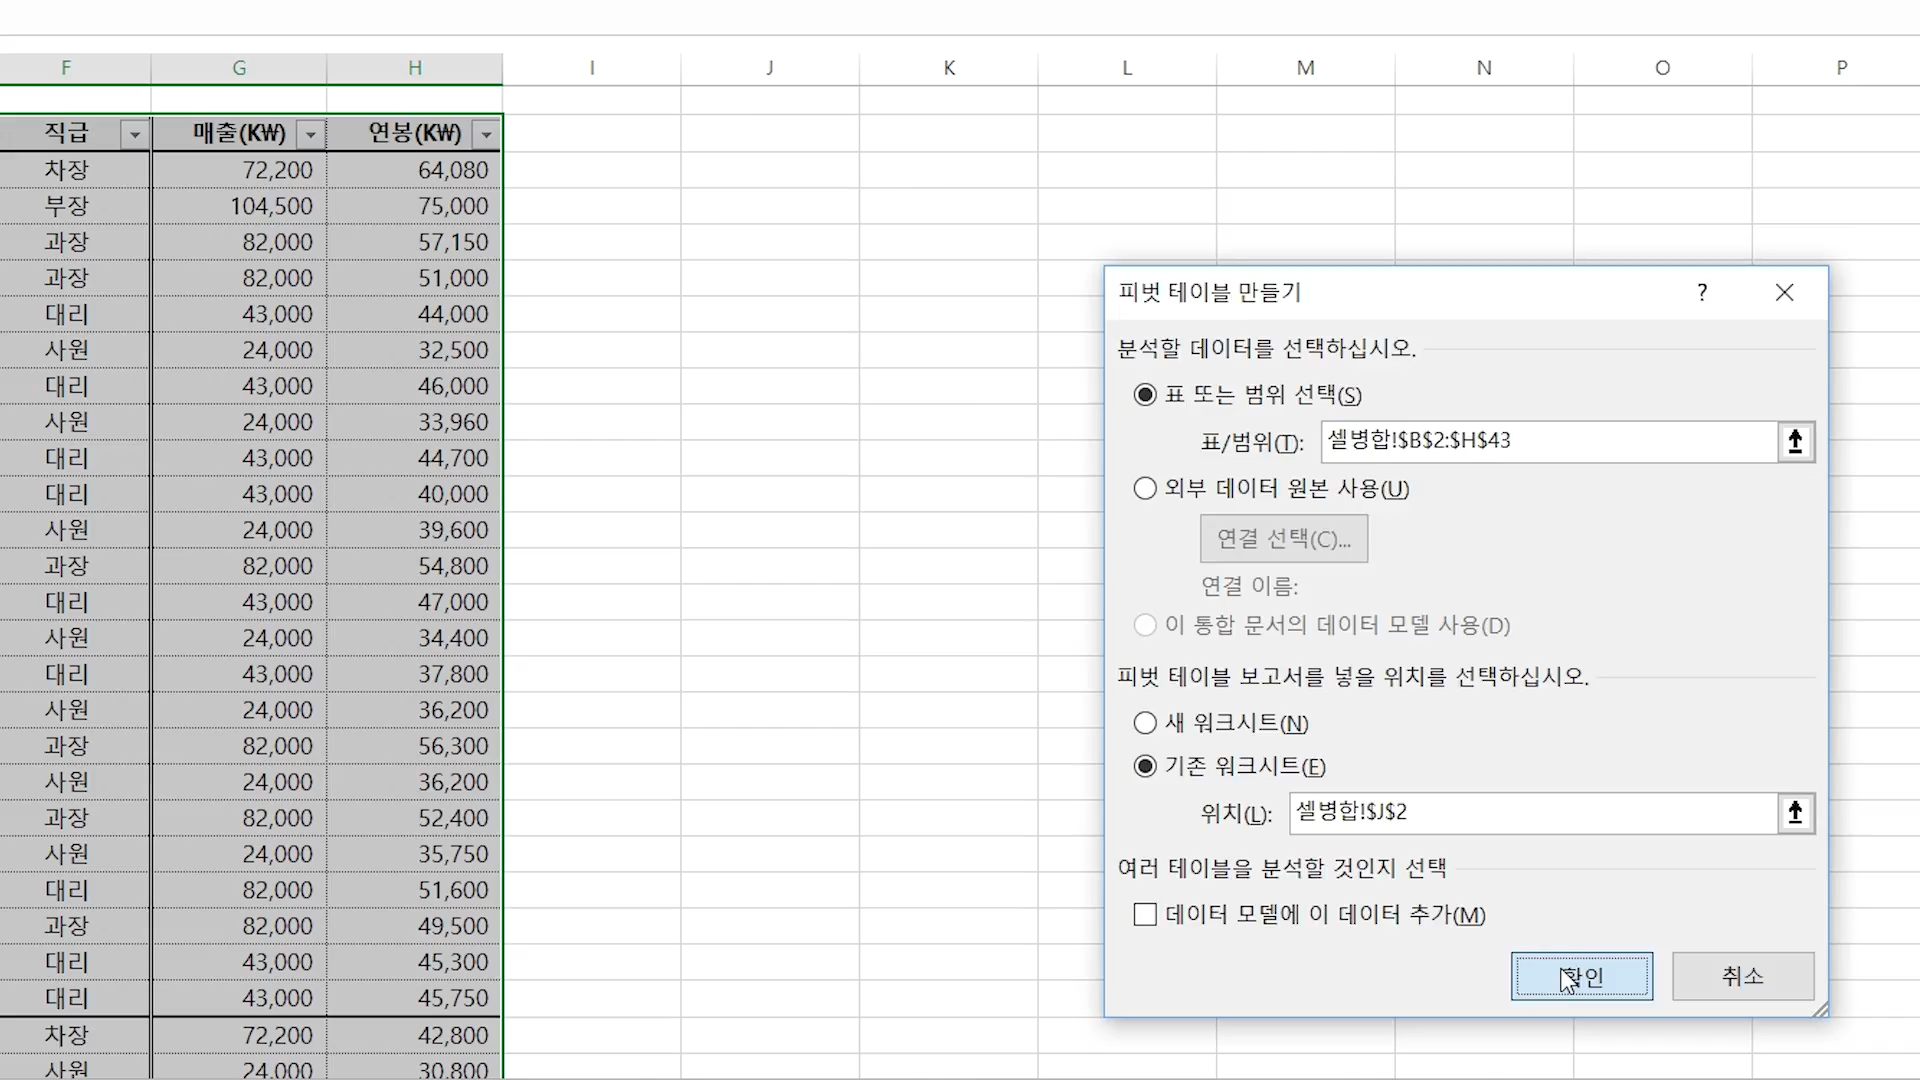 F G H I J K L M N O P
직급 매출(K₩) 연봉(K₩)
차장 72,200 64,080
부장 104,500 75,000
과장 82,000 57,150
과장 82,000 51,000
대리 43,000 44,000
사원 24,000 32,500
대리 43,000 46,000
사원 24,000 33,960
대리 43,000 44,700
대리 43,000 40,000
사원 24,000 39,600
과장 82,000 54,800
대리 43,000 47,000
사원 24,000 34,400
대리 43,000 37,800
사원 24,000 36,200
과장 82,000 56,300
사원 24,000 36,200
과장 82,000 52,400
사원 24,000 35,750
대리 82,000 51,600
과장 82,000 49,500
대리 43,000 45,300
대리 43,000 45,750
차장 72,200 42,800
사원 24,000 30,800
피벗 테이블 만들기 ?
분석할 데이터를 선택하십시오.
표 또는 범위 선택(S)
표/범위(T): 셀병합!$B$2:$H$43
외부 데이터 원본 사용(U)
연결 선택(C)...
연결 이름:
이 통합 문서의 데이터 모델 사용(D)
피벗 테이블 보고서를 넣을 위치를 선택하십시오.
새 워크시트(N)
기존 워크시트(E)
위치(L): 셀병합!$J$2
여러 테이블을 분석할 것인지 선택
데이터 모델에 이 데이터 추가(M)
확인 취소